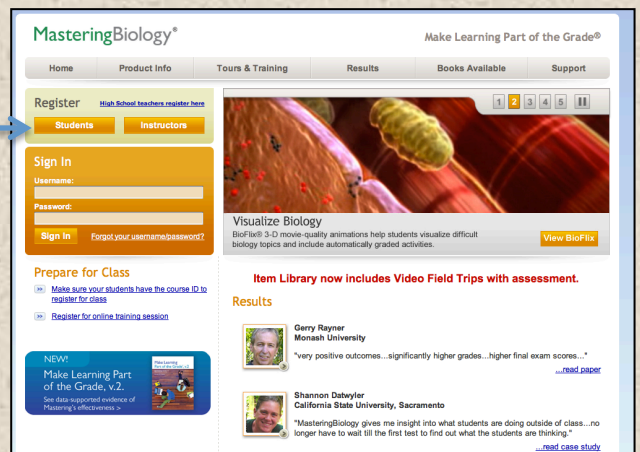 MasteringBiology®
Make Learning Part of the Grade®
Home Product Info Tours & Training Results Books Available Support
Register High School teachers register here
Students Instructors
1 2 3 4 5
Sign In
Username:
Password:
Sign In Forgot your username/password?
Visualize Biology
BioFlix® 3-D movie-quality animations help students visualize difficult
biology topics and include automatically graded activities.
View BioFlix
Prepare for Class
Make sure your students have the course ID to
register for class
Register for online training session
NEW!
Make Learning Part
of the Grade, v.2.
See data-supported evidence of
Mastering's effectiveness >
Make Learning
Part of the Grade, v.2
Item Library now includes Video Field Trips with assessment.
Results
Gerry Rayner
Monash University
"very positive outcomes...significantly higher grades...higher final exam scores..."
...read paper
Shannon Datwyler
California State University, Sacramento
"MasteringBiology gives me insight into what students are doing outside of class...no
longer have to wait till the first test to find out what the students are thinking."
...read case study